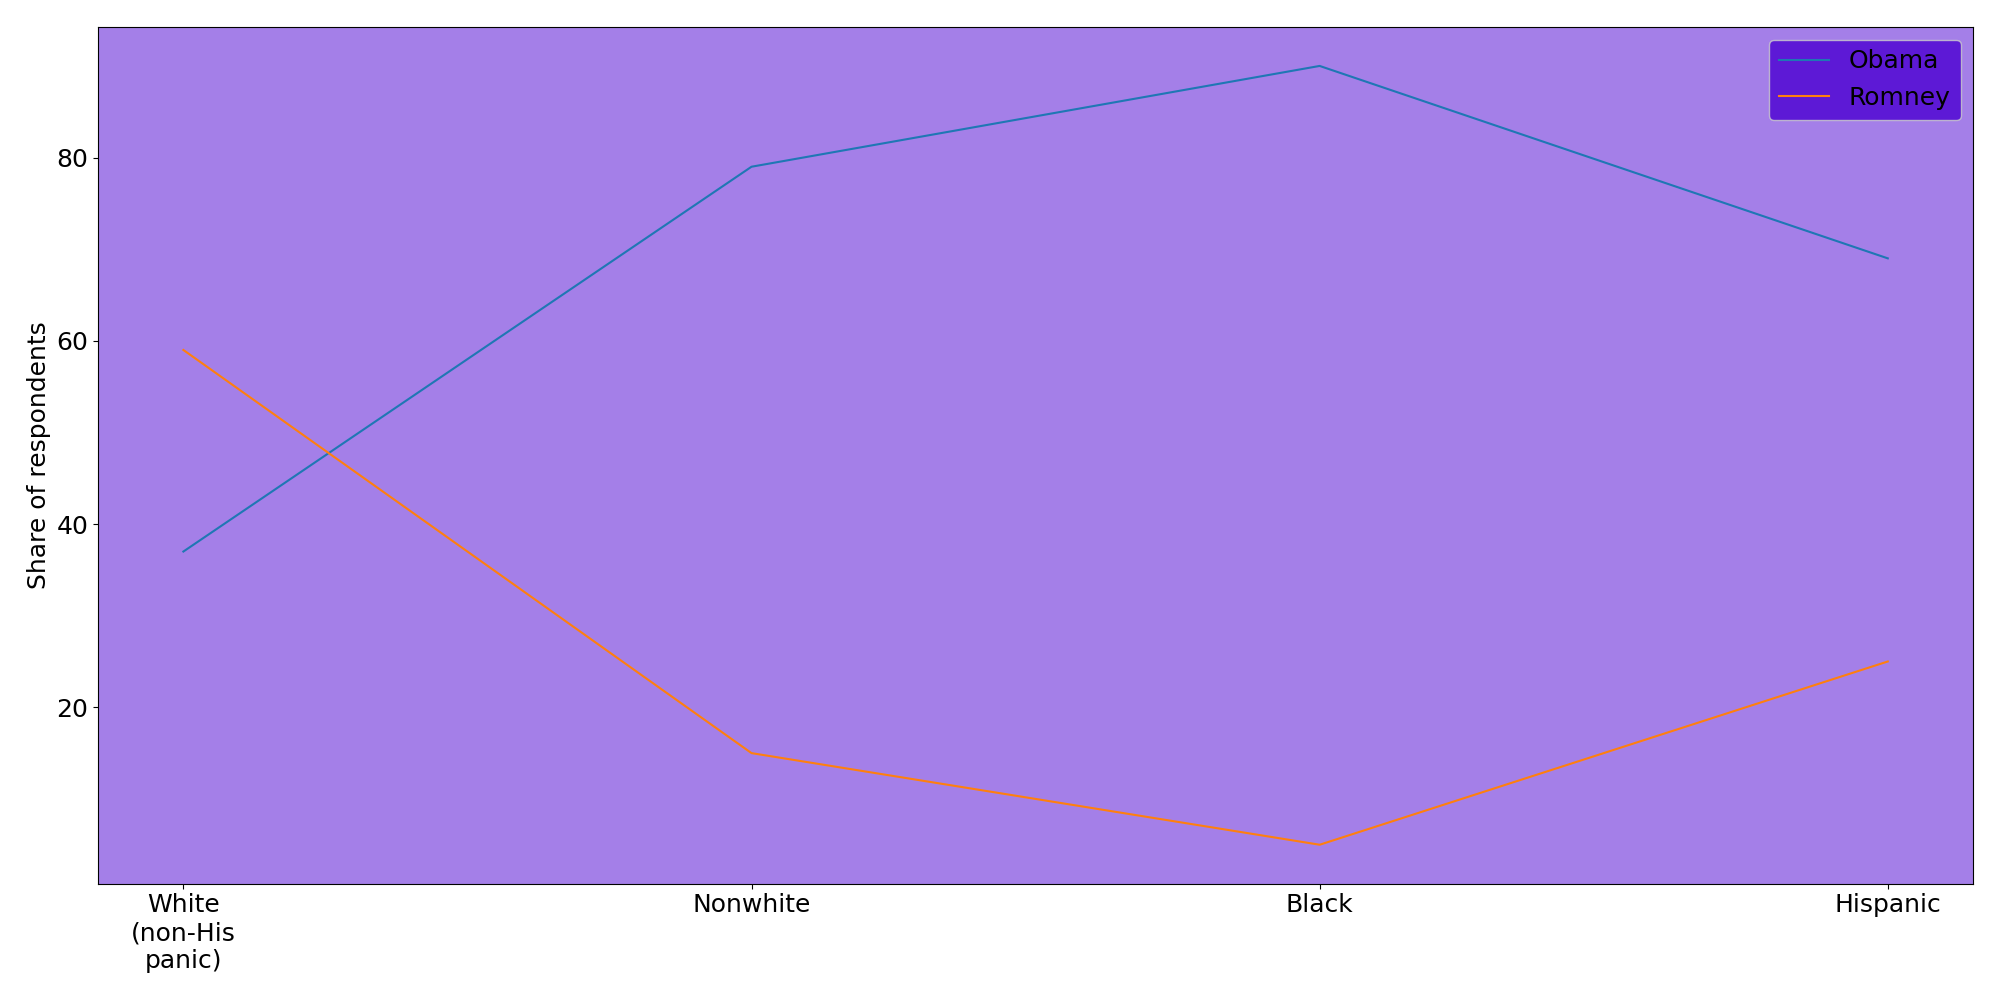 Obama
Romney
Share of respondents
80
60
40
20
White
(non-His
panic)
Nonwhite
Black
Hispanic